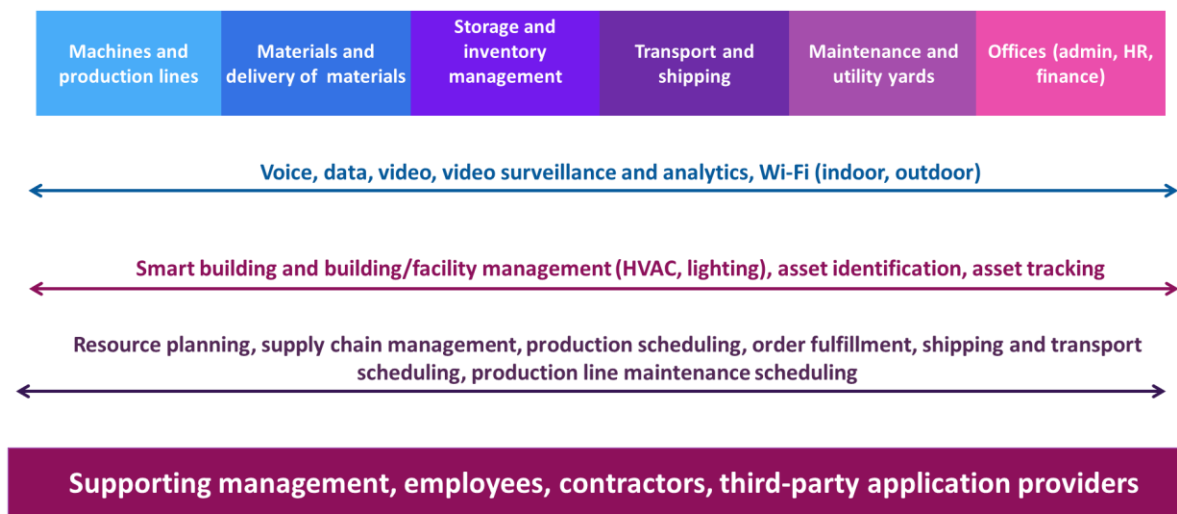 Machines and
production lines
Materials and
delivery of materials
Storage and
inventory
management
Transport and
shipping
Maintenance and
utility yards
Offices (admin, HR,
finance)
Voice, data, video, video surveillance and analytics, Wi-Fi (indoor, outdoor)
Smart building and building/facility management (HVAC, lighting), asset identification, asset tracking
Resource planning, supply chain management, production scheduling, order fulfillment, shipping and transport
scheduling, production line maintenance scheduling
Supporting management, employees, contractors, third-party application providers